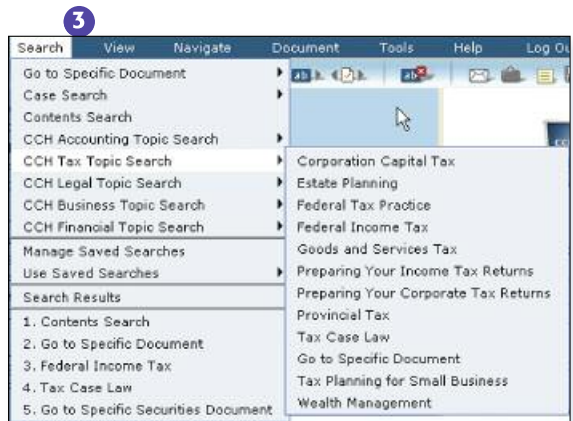 3
Search View Navigate Document Tools Help
Go to Specific Document
Case Search
Contents Search
CCH Accounting Topic Search
CCH Tax Topic Search
CCH Legal Topic Search
CCH Business Topic Search
CCH Financial Topic Search
Manage Saved Searches
Use Saved Searches
Search Results
1. Contents Search
2. Go to Specific Document
3. Federal Income Tax
4. Tax Case Law
5. Go to Specific Securities Document
Corporation Capital Tax
Estate Planning
Federal Tax Practice
Federal Income Tax
Goods and Services Tax
Preparing Your Income Tax Returns
Preparing Your Corporate Tax Returns
Provincial Tax
Tax Case Law
Go to Specific Document
Tax Planning for Small Business
Wealth Management